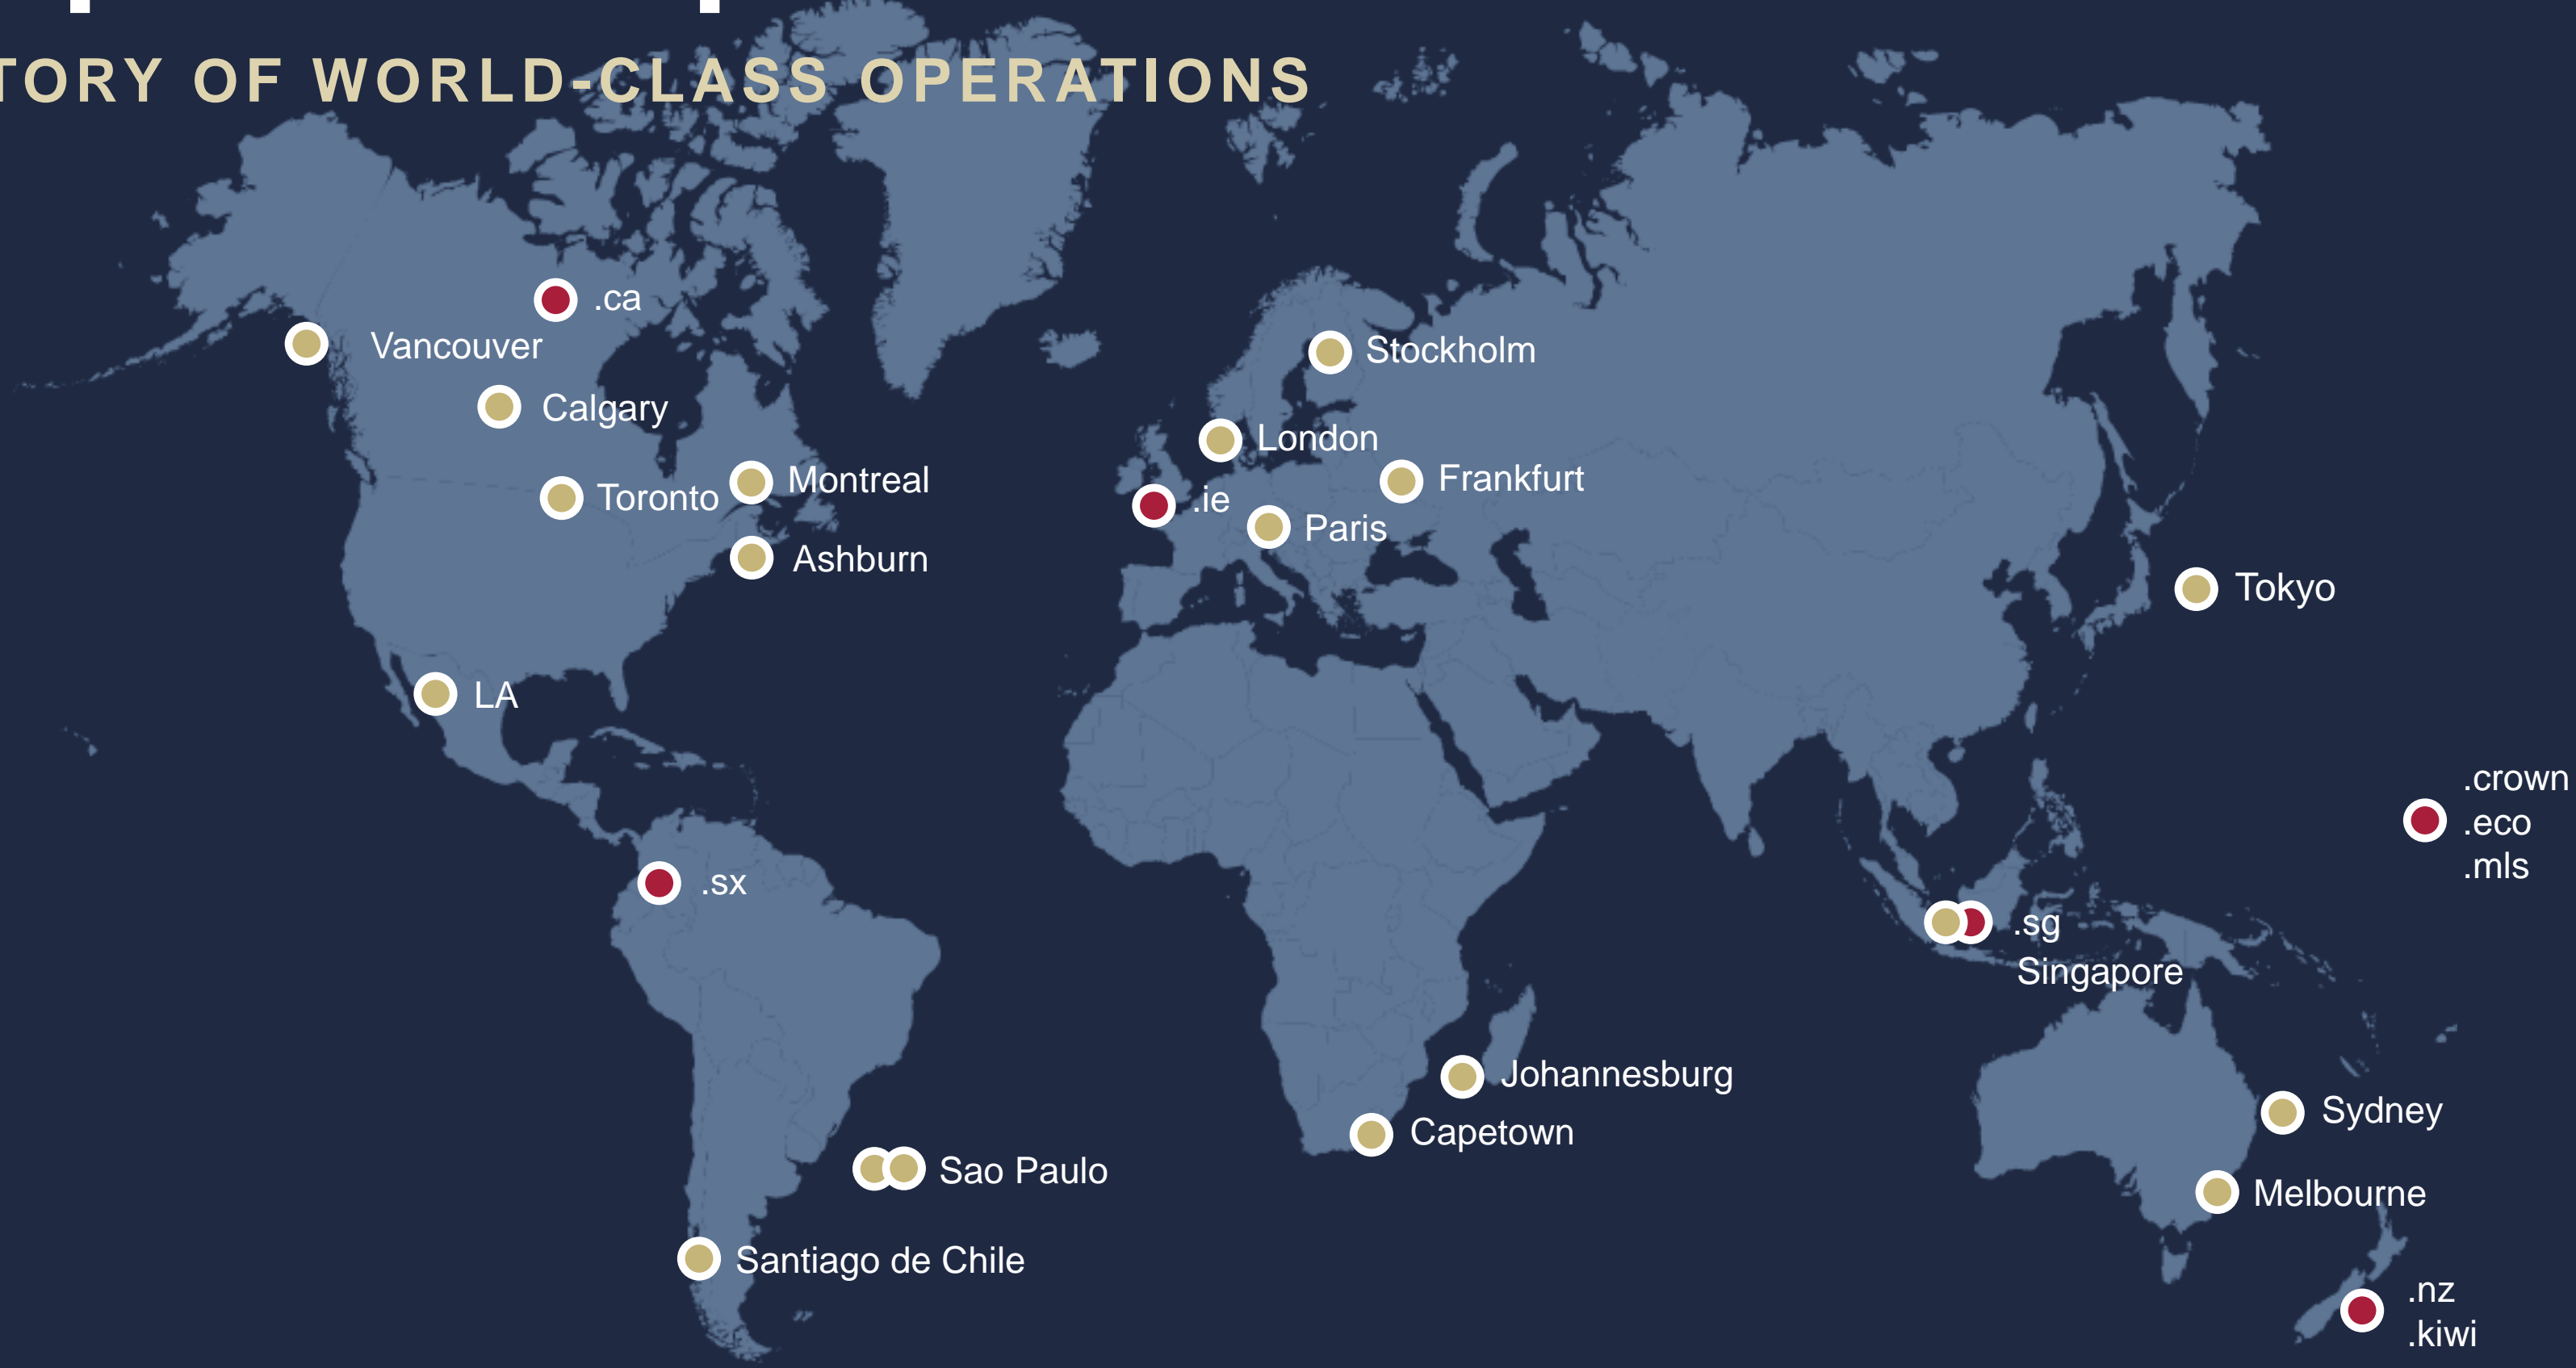 TORY OF WORLD-CLASS OPERATIONS
.ca
Vancouver
Stockholm
Calgary
London
Montreal
Frankfurt
Toronto
.ie
Paris
Ashburn
Tokyo
LA
.crown
.eco
.mls
.sx
.sg
Singapore
Johannesburg
Capetown
Sydney
Sao Paulo
Melbourne
Santiago de Chile
.nz
.kiwi